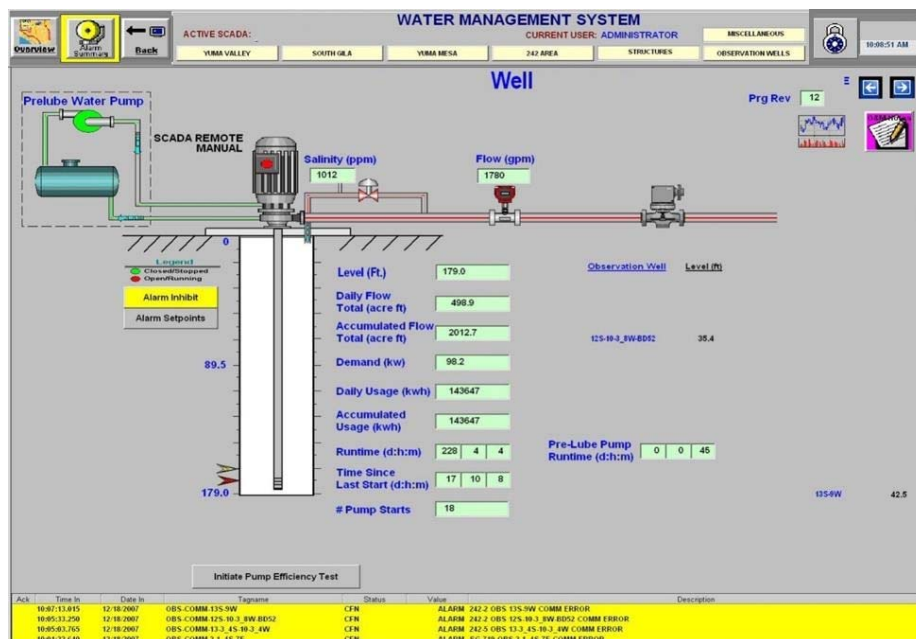 WATER MANAGEMENT SYSTEM
ACTIVE SCADA:
CURRENT USER: ADMINISTRATOR
MISCELLANEOUS
Overview
Alarm Summary
Back
YUMA VALLEY
SOUTH GILA
YUMA MESA
242 AREA
STRUCTURES
OBSERVATION WELLS
10:08:51 AM
Well
Prg Rev 12
E
Prelube Water Pump
SCADA REMOTE
MANUAL
Salinity (ppm)
1012
Flow (gpm)
1780
0
Legend
Closed/Stopped
Open/Running
Alarm Inhibit
Alarm Setpoints
89.5
179.0
Level (Ft.) 179.0
Daily Flow
Total (acre ft) 498.9
Accumulated Flow
Total (acre ft) 2012.7
Demand (kw) 98.2
Daily Usage (kwh) 143647
Accumulated
Usage (kwh) 143647
Runtime (d:h:m) 228 4 4
Time Since
Last Start (d:h:m) 17 10 8
# Pump Starts 18
Observation Well Level (ft)
12S-10-3_8W-BD52 35.4
Pre-Lube Pump
Runtime (d:h:m) 0 0 45
13S-9W 42.5
Initiate Pump Efficiency Test
Ack Time In Date In Tagname Status Value Description
10:07:13.015 12/18/2007 OBS-COMM-13S-9W CFN ALARM 242-2 OBS 13S-9W COMM ERROR
10:05:33.250 12/18/2007 OBS-COMM-12S-10-3_8W-BD52 CFN ALARM 242-2 OBS 12S-10-3_8W-BD52 COMM ERROR
10:05:03.765 12/18/2007 OBS-COMM-13-3_4S-10-3_4W CFN ALARM 242-5 OBS 13-3_4S-10-3_4W COMM ERROR
12/18/2007 CFN ALARM COMM ERROR